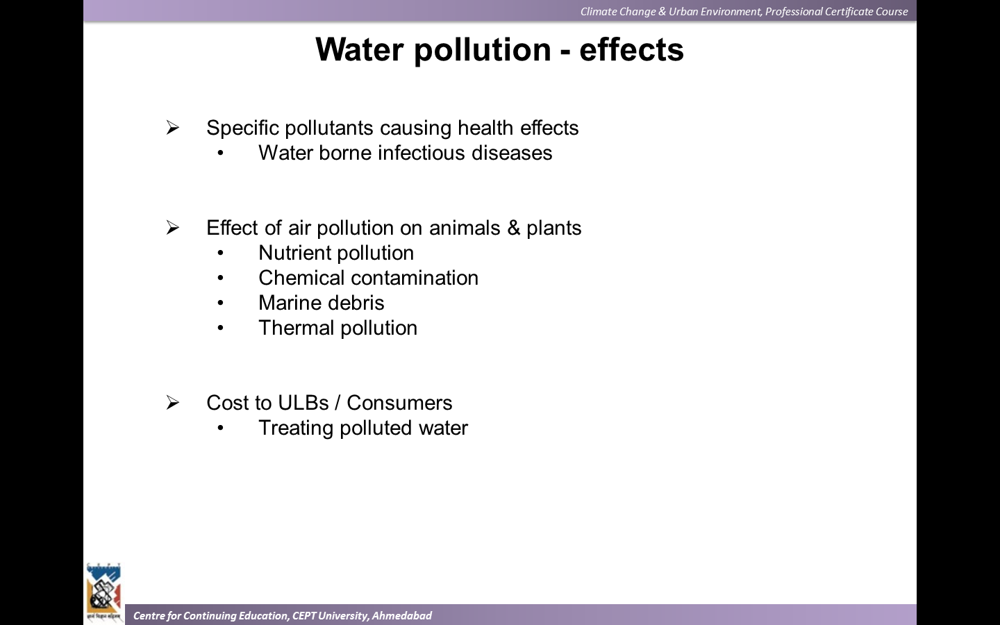 Climate Change & Urban Environment, Professional Certificate Course
Water pollution - effects
➢ Specific pollutants causing health effects
• Water borne infectious diseases
➢ Effect of air pollution on animals & plants
• Nutrient pollution
• Chemical contamination
• Marine debris
• Thermal pollution
➢ Cost to ULBs / Consumers
• Treating polluted water
C E P T
Centre for Continuing Education, CEPT University, Ahmedabad